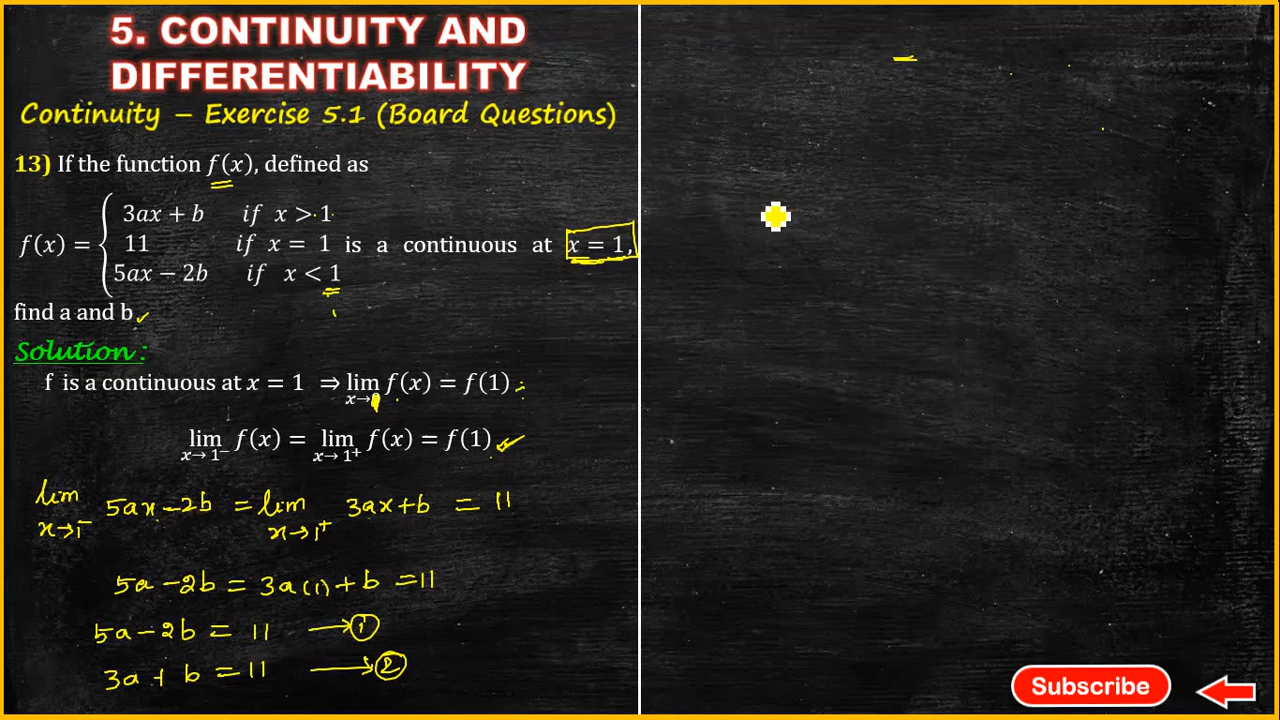 5. CONTINUITY AND
DIFFERENTIABILITY
Continuity – Exercise 5.1 (Board Questions)
13) If the function f(x), defined as
3ax + b if x > 1
f(x) = { 11 if x = 1 is a continuous at x = 1,
5ax − 2b if x < 1
find a and b
Solution :
f is a continuous at x = 1 ⇒ lim f(x) = f(1)
x→
lim f(x) = lim f(x) = f(1)
x→1⁻ x→1⁺
lim 5ax − 2b = lim 3ax + b = 11
x→1⁻ x→1⁺
5a − 2b = 3a(1) + b = 11
5a − 2b = 11 → ①
3a + b = 11 → ②
Subscribe